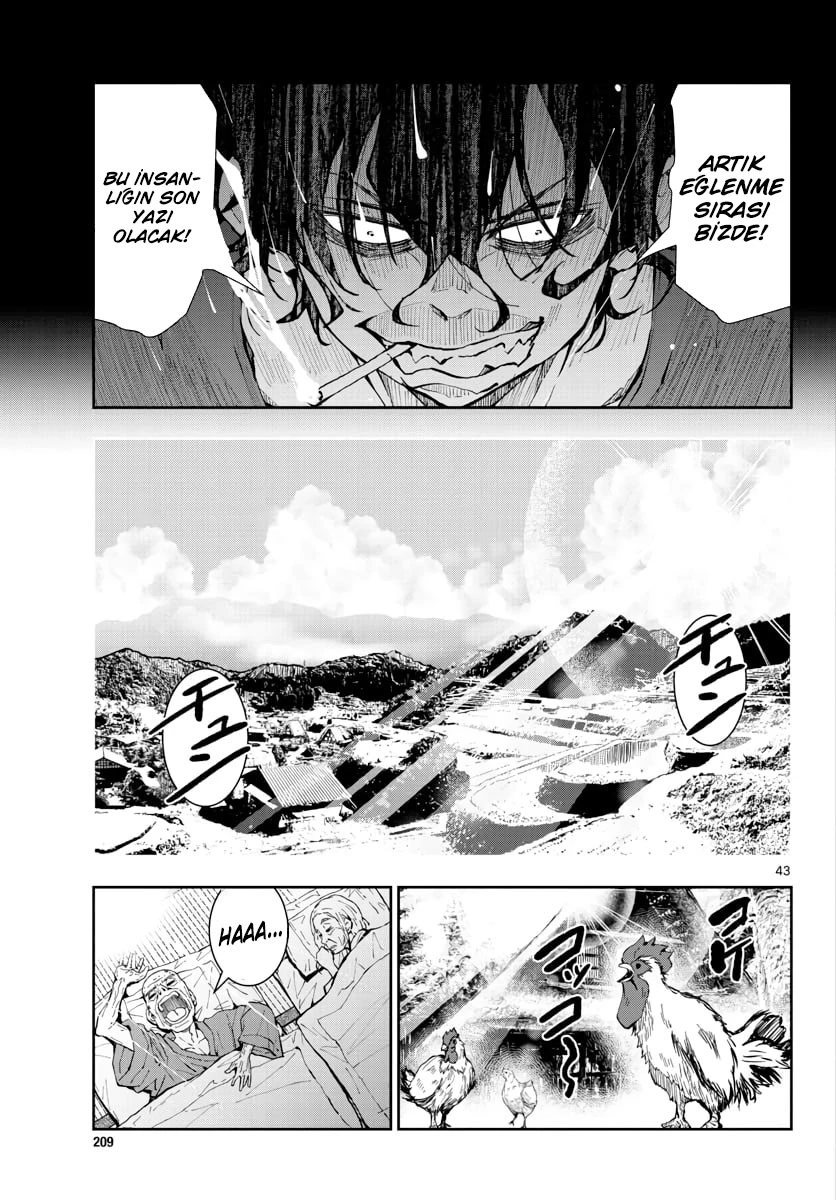 ARTIK
EĞLENME
SIRASI
BİZDE!
BU İNSAN-
LIĞIN SON
YAZI
OLACAK!
チュン
チュン
43
コケ
コッコ〜
HAAA...
209